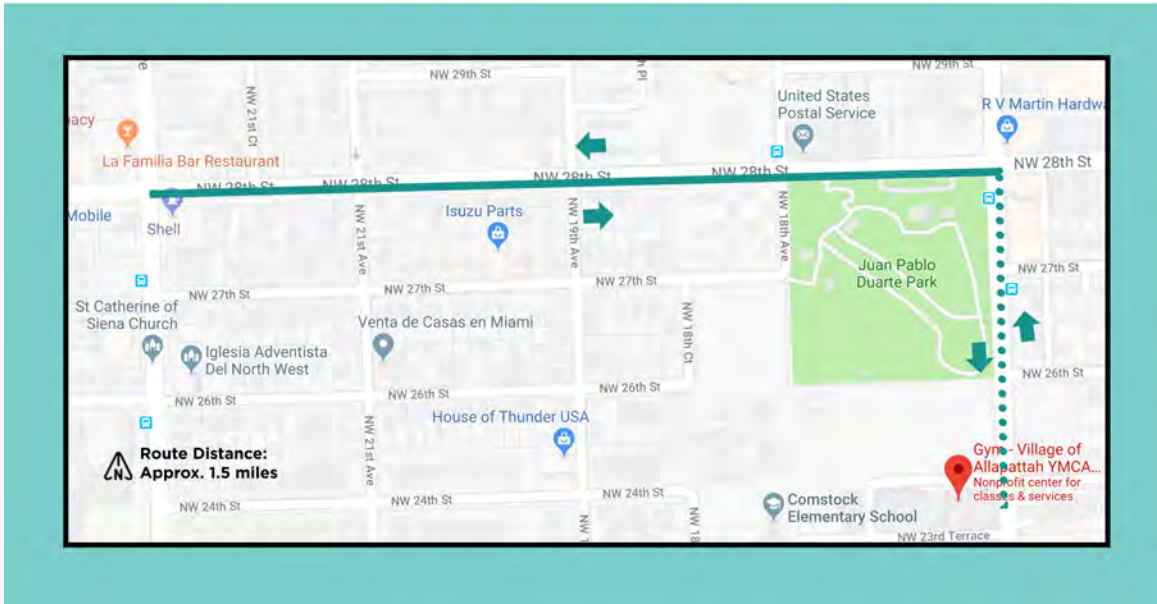 e
NW 29th St
h Pl
NW 29th St
NW 21st Ct
United States
Postal Service
R V Martin Hardwa
acy
La Familia Bar Restaurant
NW 28th St
NW 28th St
NW 28th St
NW 28th St
NW 28th St
Mobile
Shell
Isuzu Parts
NW 21st Ave
NW 19th Ave
NW 18th Ave
Juan Pablo
Duarte Park
NW 27th St
NW 27th St
NW 27th St
NW 27th St
St Catherine of
Siena Church
Venta de Casas en Miami
NW 18th Ct
Iglesia Adventista
Del North West
NW 26th St
NW 26th St
NW 26th St
NW 26th St
House of Thunder USA
NW 21st Ave
Route Distance:
Approx. 1.5 miles
N
Gym - Village of
Allapattah YMCA...
Nonprofit center for
classes & services
NW 24th St
NW 24th St
NW 24th St
Comstock
Elementary School
NW 1
NW 18
NW 23rd Terrace